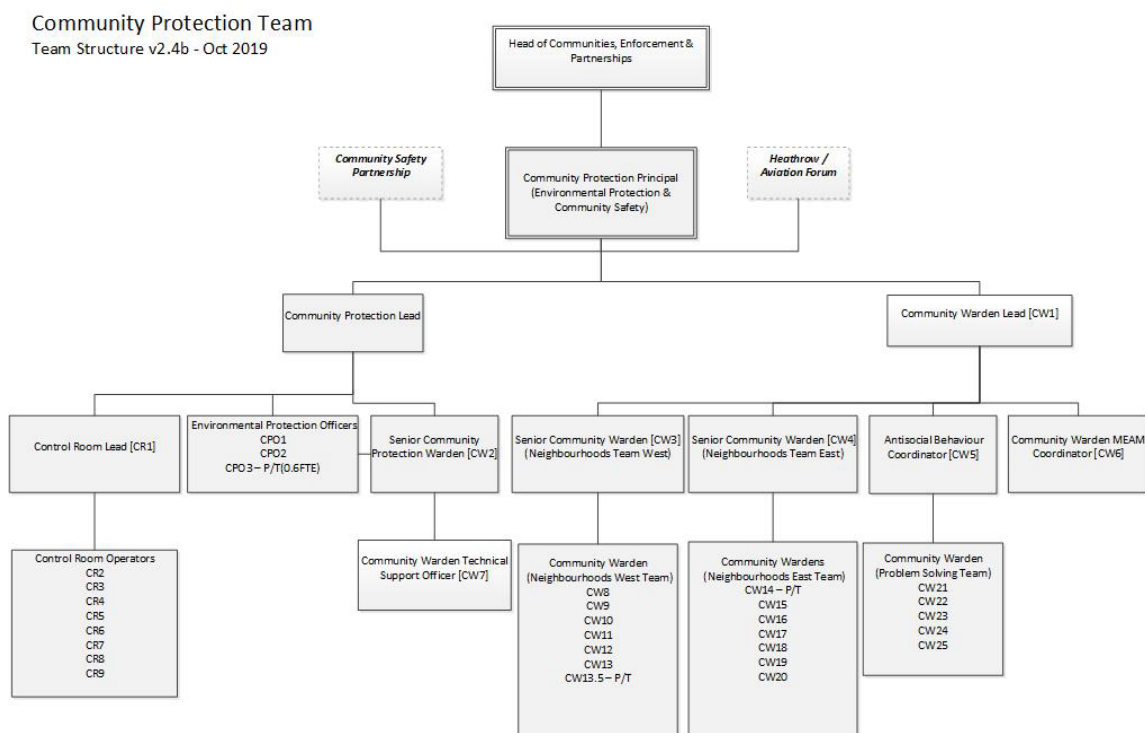 Community Protection Team
Team Structure v2.4b - Oct 2019
Head of Communities, Enforcement &
Partnerships
Community Safety
Partnership
Community Protection Principal
(Environmental Protection &
Community Safety)
Heathrow /
Aviation Forum
Community Protection Lead
Community Warden Lead [CW1]
Control Room Lead [CR1]
Environmental Protection Officers
CPO1
CPO2
CPO3 – P/T(0.6FTE)
Senior Community
Protection Warden [CW2]
Senior Community Warden [CW3]
(Neighbourhoods Team West)
Senior Community Warden [CW4]
(Neighbourhoods Team East)
Antisocial Behaviour
Coordinator [CW5]
Community Warden MEAM
Coordinator [CW6]
Control Room Operators
CR2
CR3
CR4
CR5
CR6
CR7
CR8
CR9
Community Warden Technical
Support Officer [CW7]
Community Warden
(Neighbourhoods West Team)
CW8
CW9
CW10
CW11
CW12
CW13
CW13.5 – P/T
Community Wardens
(Neighbourhoods East Team)
CW14 – P/T
CW15
CW16
CW17
CW18
CW19
CW20
Community Warden
(Problem Solving Team)
CW21
CW22
CW23
CW24
CW25